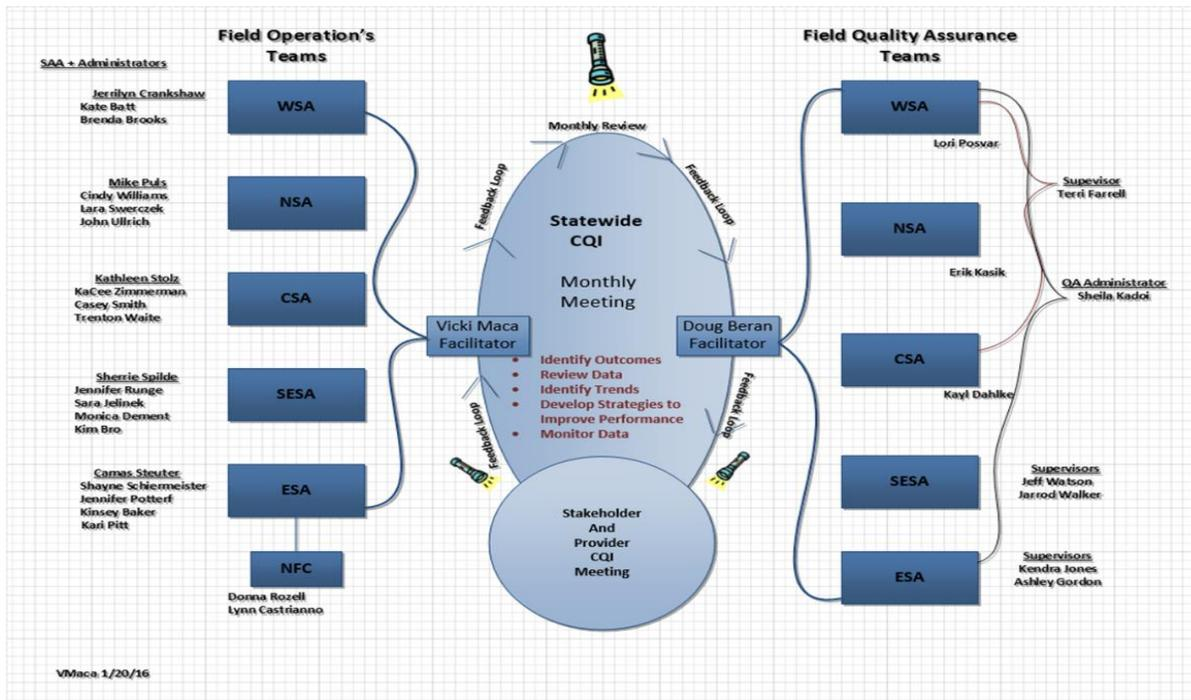 Field Operation's
Teams
SAA + Administrators
Jerrilyn Crankshaw
Kate Batt
Brenda Brooks
WSA
Mike Puls
Cindy Williams
Lara Swerczek
John Ullrich
NSA
Kathleen Stolz
KaCee Zimmerman
Casey Smith
Trenton Waite
CSA
Sherrie Spilde
Jennifer Runge
Sara Jelinek
Monica Dement
Kim Bro
SESA
Camas Steuter
Shayne Schiermeister
Jennifer Potterf
Kinsey Baker
Kari Pitt
ESA
NFC
Donna Rozell
Lynn Castrianno
Monthly Review
Feedback Loop
Feedback Loop
Statewide
CQI
Monthly
Meeting
Vicki Maca
Facilitator
Doug Beran
Facilitator
• Identify Outcomes
• Review Data
• Identify Trends
• Develop Strategies to
Improve Performance
• Monitor Data
Feedback Loop
Feedback Loop
Stakeholder
And
Provider
CQI
Meeting
Field Quality Assurance
Teams
WSA
Lori Posvar
Supevisor
Terri Farrell
NSA
Erik Kasik
QA Administrator
Sheila Kadoi
CSA
Kayl Dahlke
SESA
Supervisors
Jeff Watson
Jarrod Walker
ESA
Supervisors
Kendra Jones
Ashley Gordon
VMaca 1/20/16